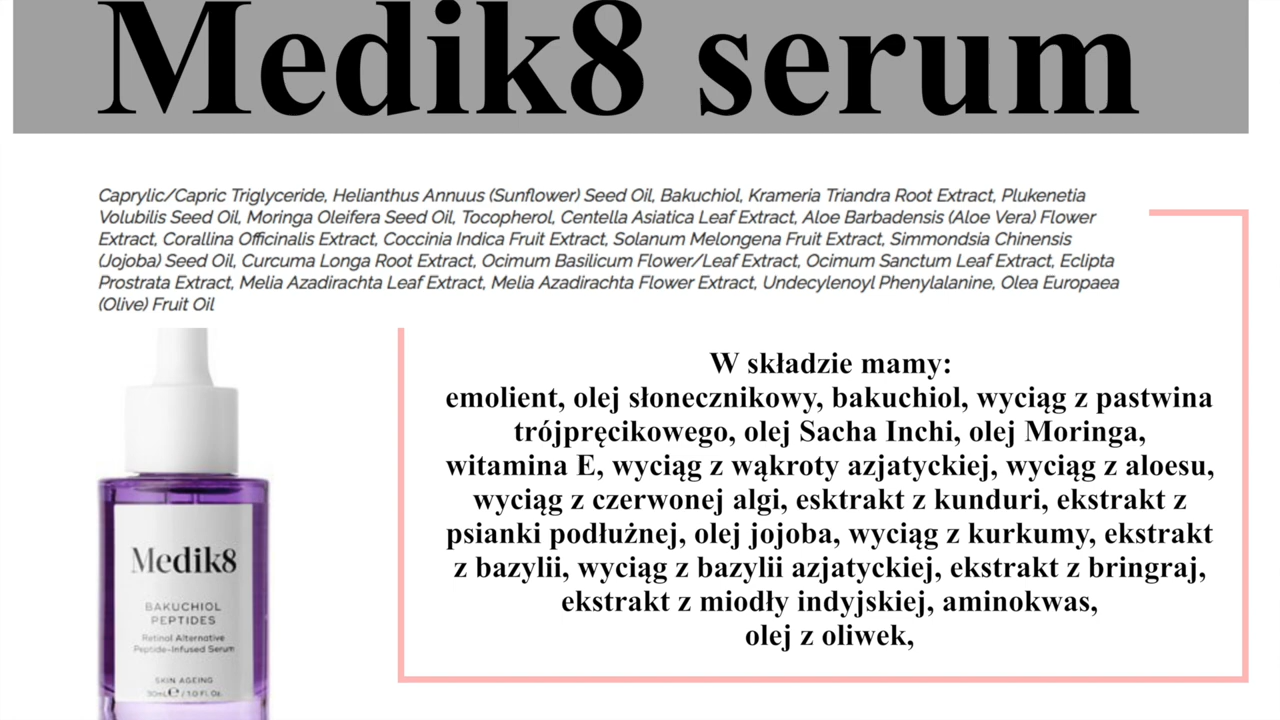 Medik8 serum
Caprylic/Capric Triglyceride, Helianthus Annuus (Sunflower) Seed Oil, Bakuchiol, Krameria Triandra Root Extract, Plukenetia
Volubilis Seed Oil, Moringa Oleifera Seed Oil, Tocopherol, Centella Asiatica Leaf Extract, Aloe Barbadensis (Aloe Vera) Flower
Extract, Corallina Officinalis Extract, Coccinia Indica Fruit Extract, Solanum Melongena Fruit Extract, Simmondsia Chinensis
(Jojoba) Seed Oil, Curcuma Longa Root Extract, Ocimum Basilicum Flower/Leaf Extract, Ocimum Sanctum Leaf Extract, Eclipta
Prostrata Extract, Melia Azadirachta Leaf Extract, Melia Azadirachta Flower Extract, Undecylenoyl Phenylalanine, Olea Europaea
(Olive) Fruit Oil
W składzie mamy:
emolient, olej słonecznikowy, bakuchiol, wyciąg z pastwina
trójpręcikowego, olej Sacha Inchi, olej Moringa,
witamina E, wyciąg z wąkroty azjatyckiej, wyciąg z aloesu,
wyciąg z czerwonej algi, esktrakt z kunduri, ekstrakt z
psianki podłużnej, olej jojoba, wyciąg z kurkumy, ekstrakt
z bazylii, wyciąg z bazylii azjatyckiej, ekstrakt z bringraj,
ekstrakt z miodły indyjskiej, aminokwas,
olej z oliwek,
Medik8
BAKUCHIOL
PEPTIDES
Retinol Alternative
Peptide-Infused Serum
SKIN AGEING
30mL℮ / 1.0 Fl. Oz.